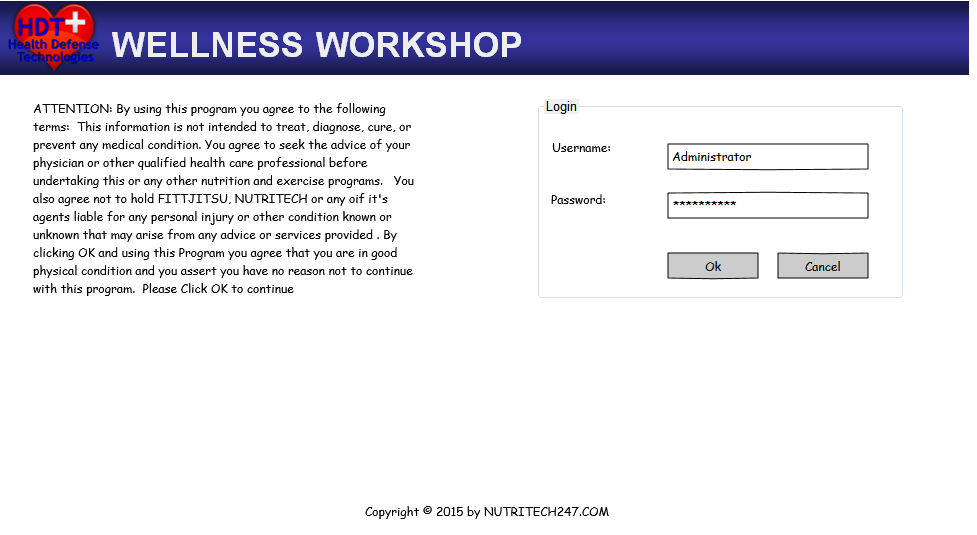 HDT
Health Defense
Technologies
WELLNESS WORKSHOP
ATTENTION: By using this program you agree to the following
terms:  This information is not intended to treat, diagnose, cure, or
prevent any medical condition. You agree to seek the advice of your
physician or other qualified health care professional before
undertaking this or any other nutrition and exercise programs.   You
also agree not to hold FITTJITSU, NUTRITECH or any oif it's
agents liable for any personal injury or other condition known or
unknown that may arise from any advice or services provided . By
clicking OK and using this Program you agree that you are in good
physical condition and you assert you have no reason not to continue
with this program.  Please Click OK to continue
Login
Username:
Administrator
Password:
**********
Ok
Cancel
Copyright © 2015 by NUTRITECH247.COM